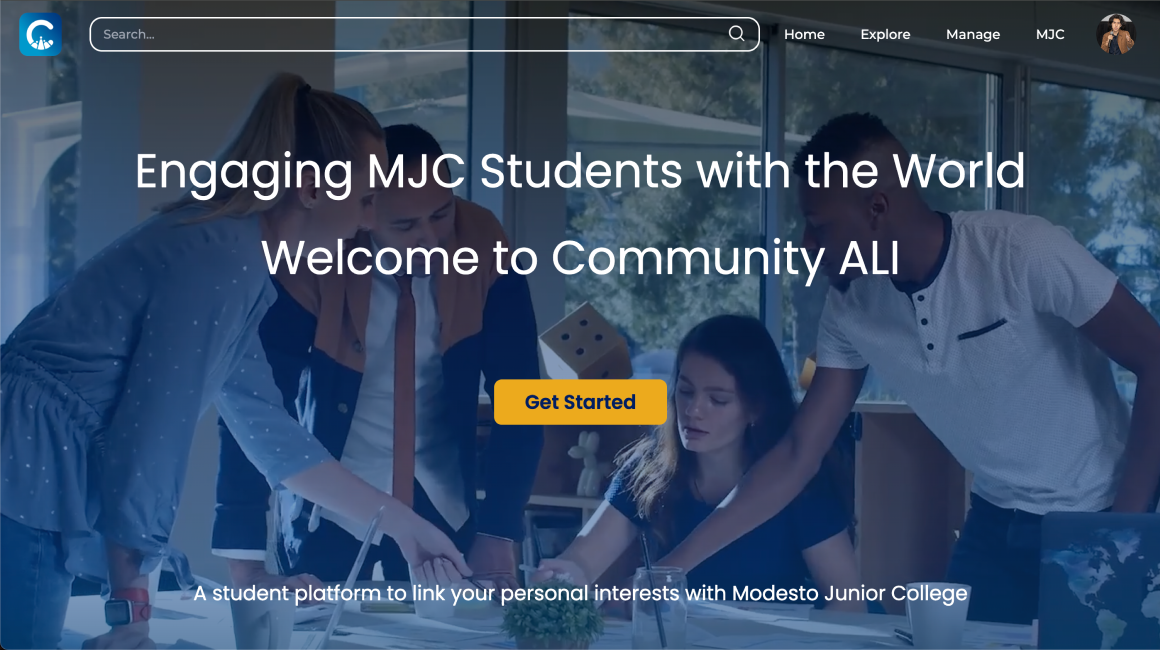 Search...
Home
Explore
Manage
MJC
Engaging MJC Students with the World
Welcome to Community ALI
Get Started
A student platform to link your personal interests with Modesto Junior College